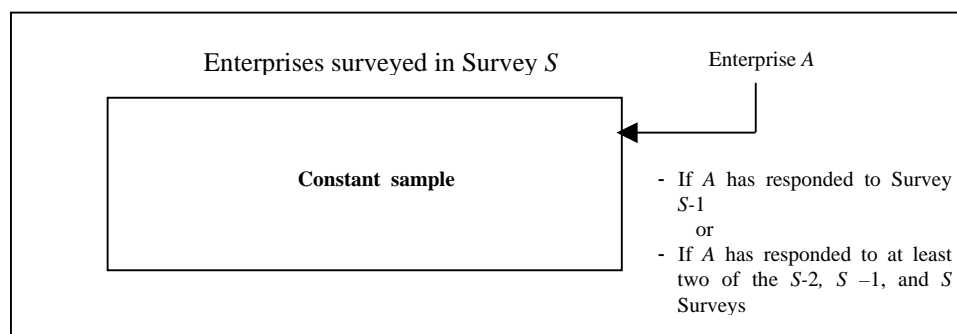 Enterprises surveyed in Survey S
Enterprise A
Constant sample
- If A has responded to Survey
S-1
or
- If A has responded to at least
two of the S-2, S –1, and S
Surveys